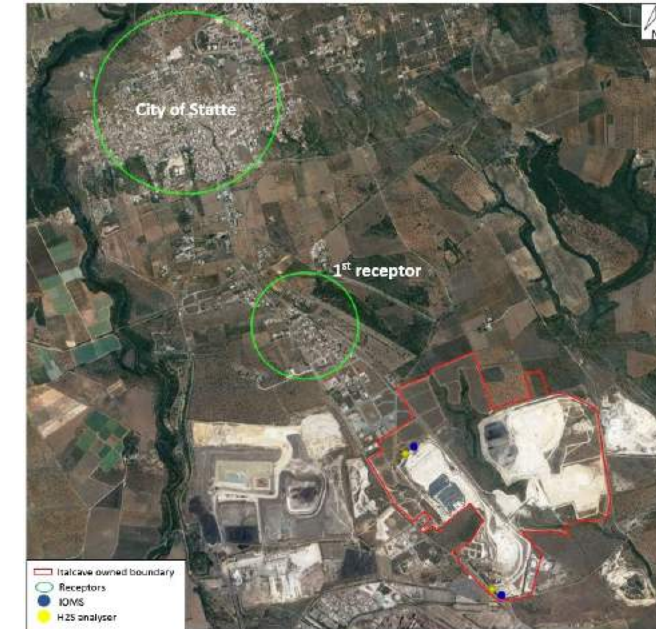 N
City of Statte
1st receptor
Italcave owned boundary
Receptors
IOMS
H2S analyser